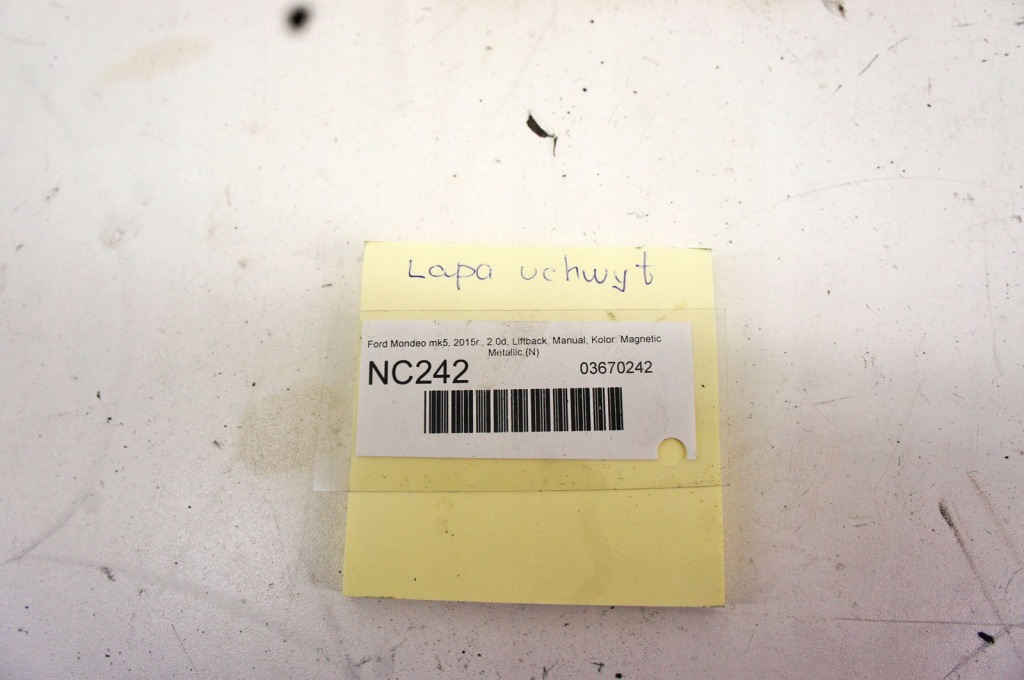 Lapa uchwyt
Ford Mondeo mk5, 2015r., 2.0d, Liftback, Manual, Kolor: Magnetic
Metallic.(N)
NC242 03670242